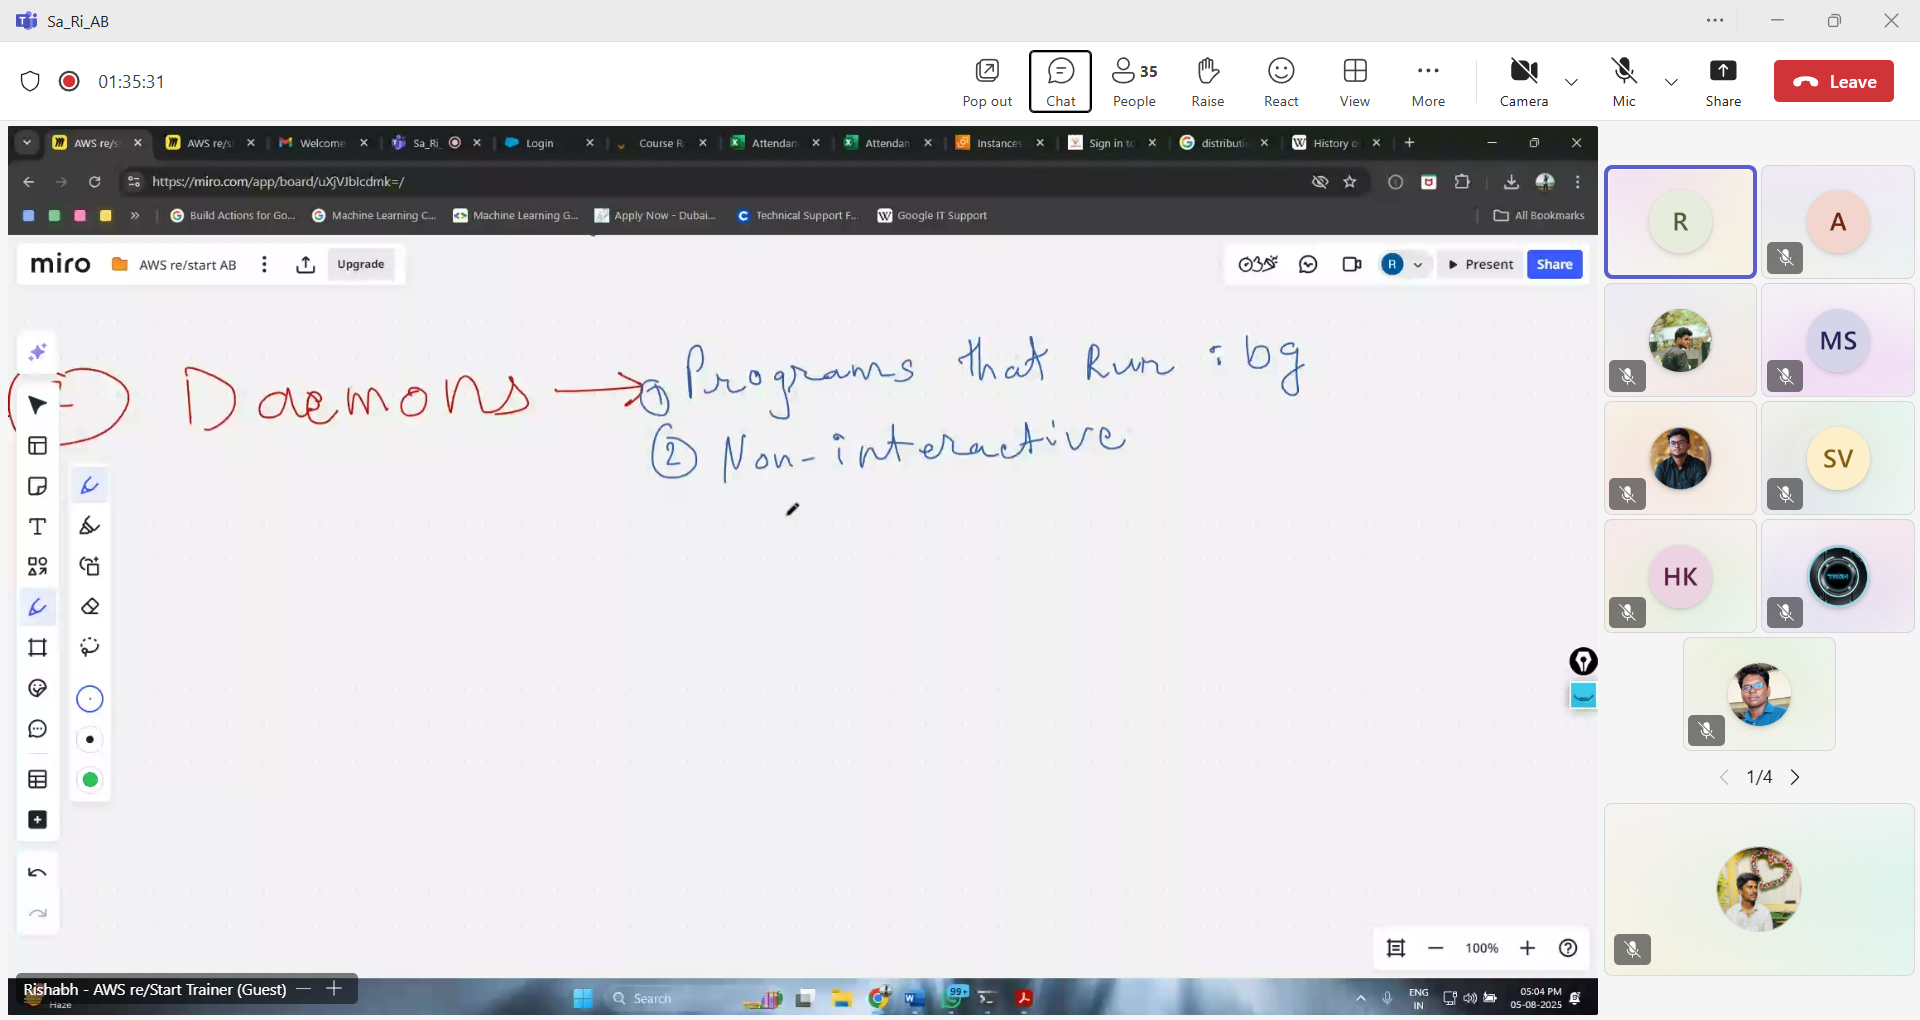 Sa_Ri_AB
01:35:31
Pop out
Chat
35
People
Raise
React
View
More
Camera
Mic
Share
Leave
AWS re/s
AWS re/s
Welcome
Sa_Ri_
Login
Course R
Attendan
Attendan
Instances
Sign in to
distributi
History o
https://miro.com/app/board/uXjVJblcdmk=/
Build Actions for Go...
Machine Learning C...
Machine Learning G...
Apply Now - Dubai...
Technical Support F...
Google IT Support
All Bookmarks
miro
AWS re/start AB
Upgrade
R
Present
Share
Daemons → ① Programs that Run : bg
② Non-interactive
100%
Rishabh - AWS re/Start Trainer (Guest)
Haze
Search
99+
ENG
IN
05:04 PM
05-08-2025
R
A
MS
SV
HK
1/4